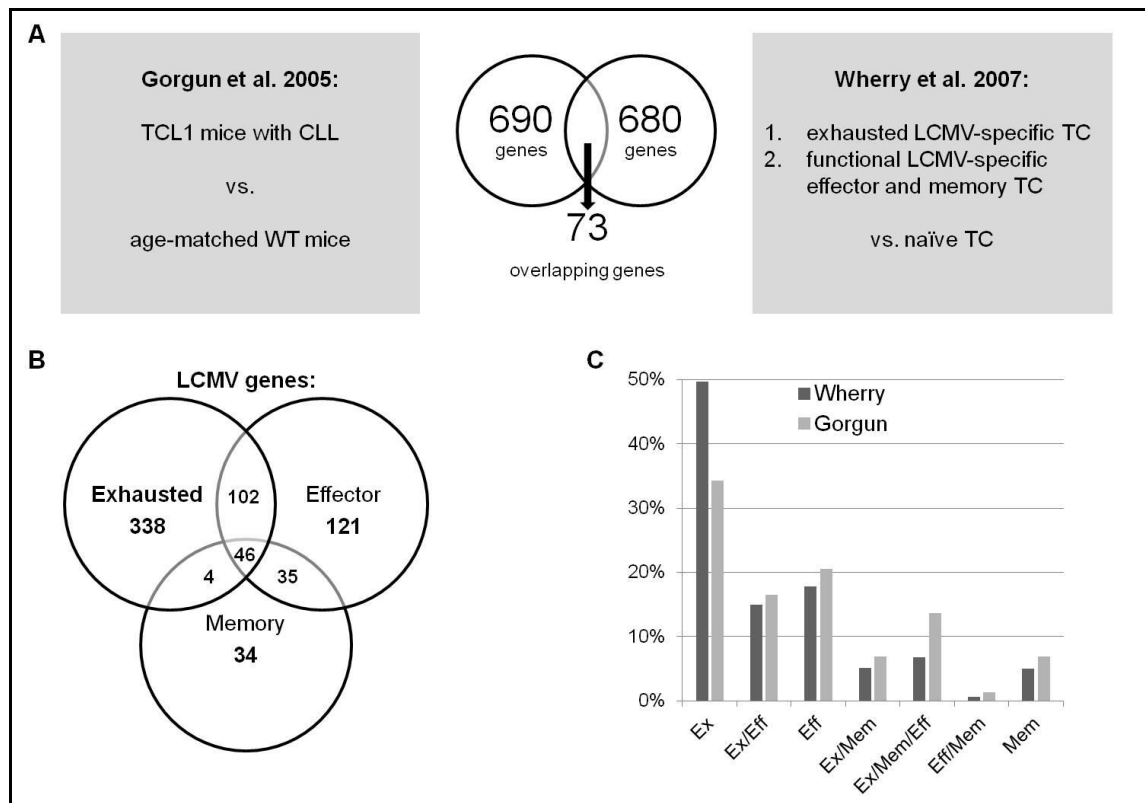 A
Gorgun et al. 2005:
TCL1 mice with CLL
vs.
age-matched WT mice
690
genes
680
genes
73
overlapping genes
Wherry et al. 2007:
1. exhausted LCMV-specific TC
2. functional LCMV-specific
effector and memory TC
vs. naïve TC
B
LCMV genes:
Exhausted
338
102
Effector
121
46
4
35
Memory
34
C
50%
40%
30%
20%
10%
0%
Wherry
Gorgun
Ex
Ex/Eff
Eff
Ex/Mem
Ex/Mem/Eff
Eff/Mem
Mem